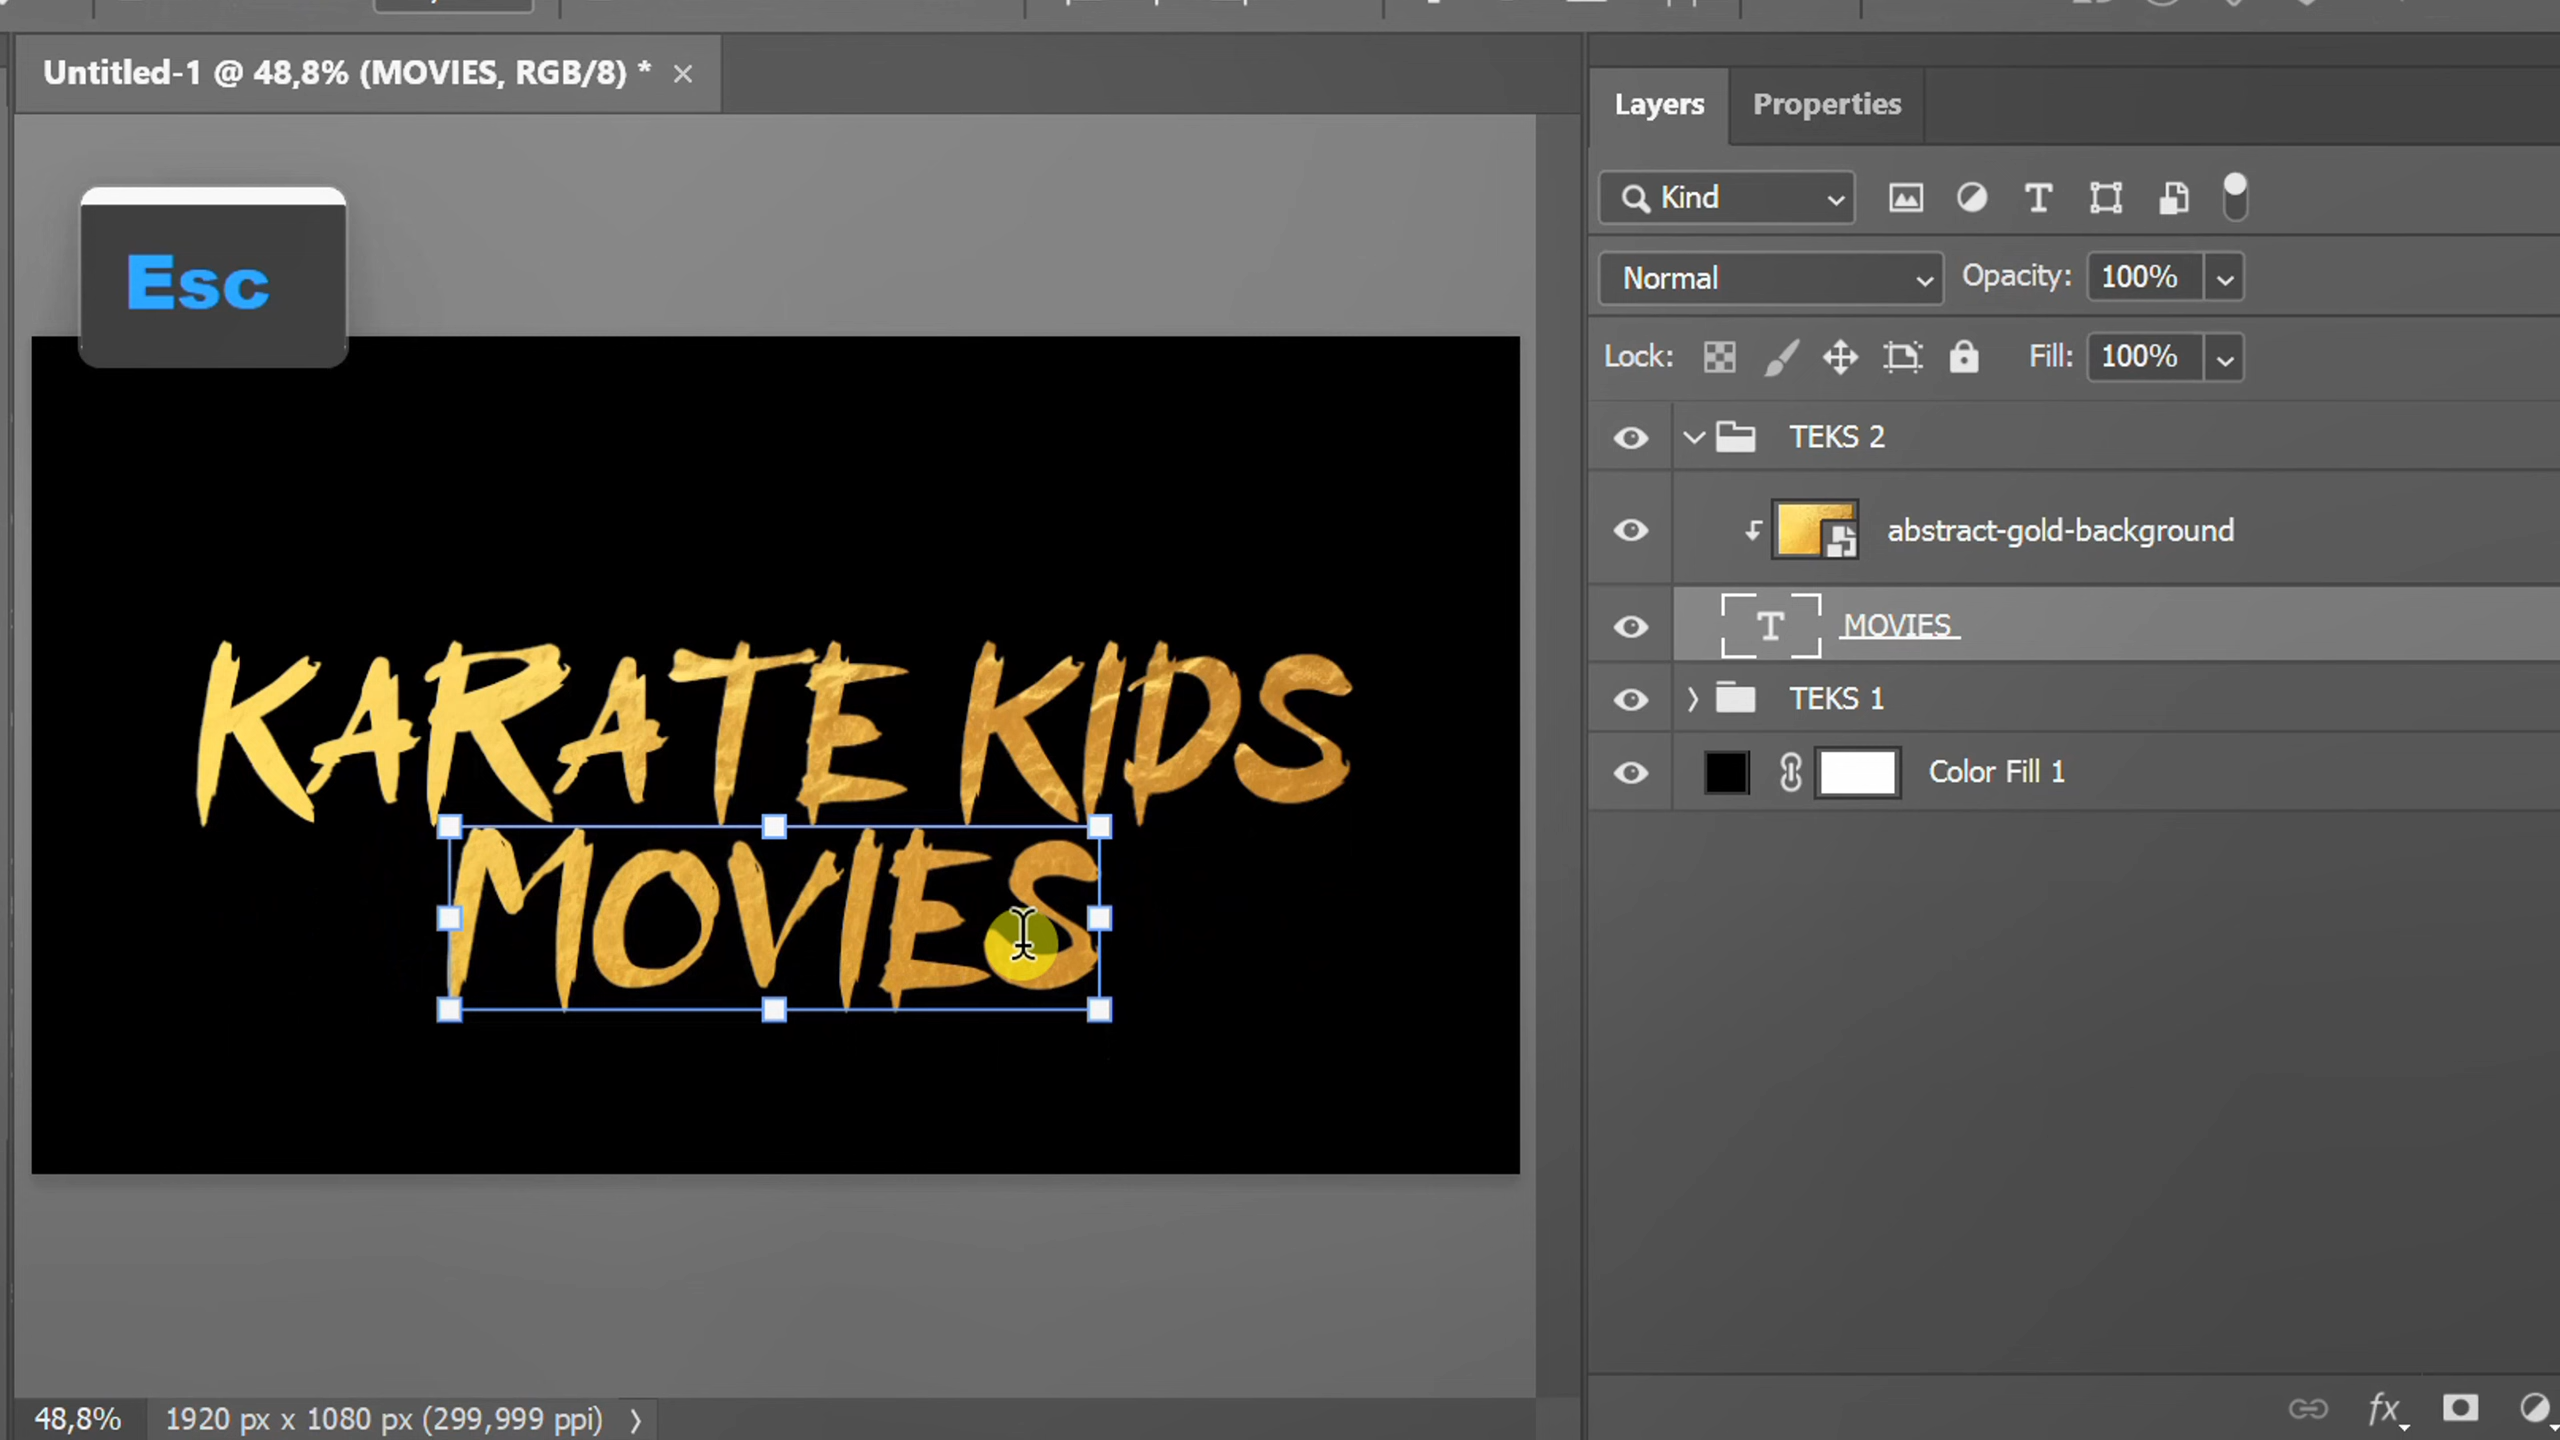 Untitled-1 @ 48,8% (MOVIES, RGB/8) *
Layers
Properties
Kind
Esc
Normal
Opacity: 100%
Lock:
Fill: 100%
TEKS 2
abstract-gold-background
MOVIES
TEKS 1
Color Fill 1
KARATE KIDS
MOVIES
48,8%
1920 px x 1080 px (299,999 ppi)
fx